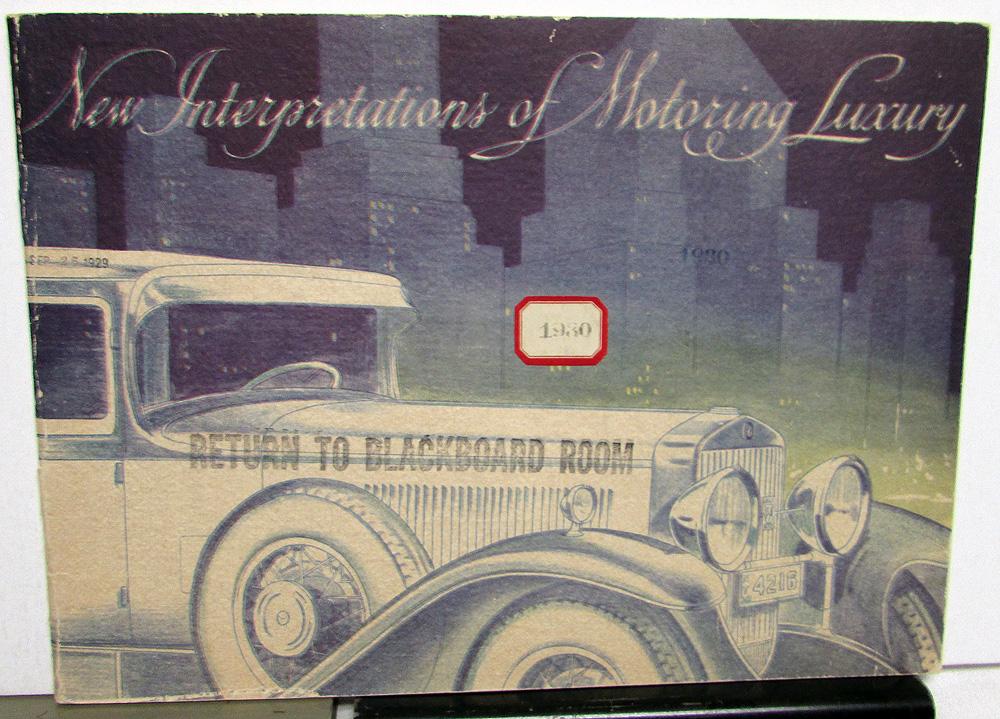 New Interpretations of Motoring Luxury
1930
SEP 26 1929
1930
RETURN TO BLACKBOARD ROOM
4216